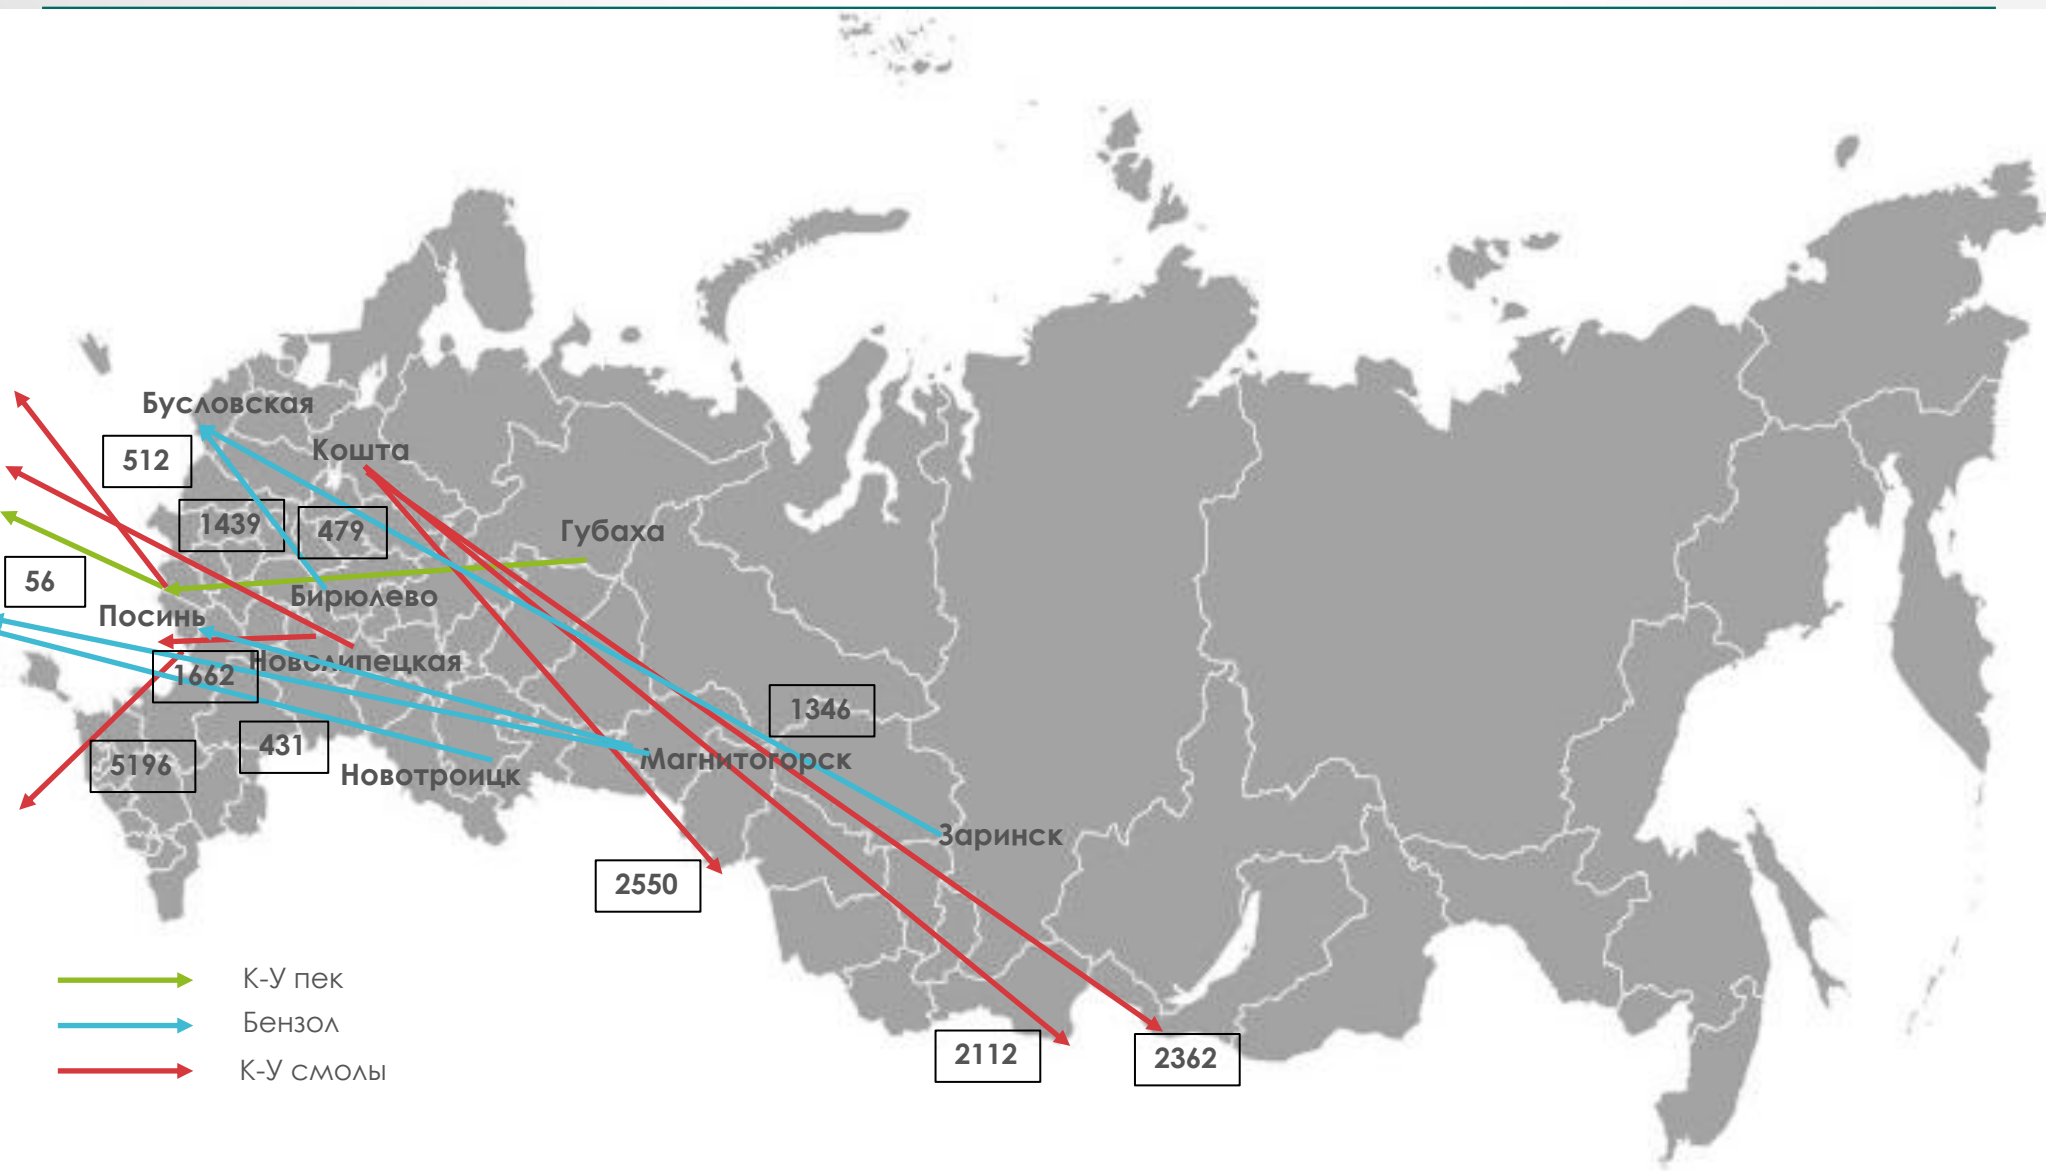 Бусловская
512
Кошта
1439
479
Губаха
56
Бирюлево
Посинь
Новолипецкая
1662
1346
431
5196
Магнитогорск
Новотроицк
Заринск
2550
К-У пек
Бензол
2112
2362
К-У смолы